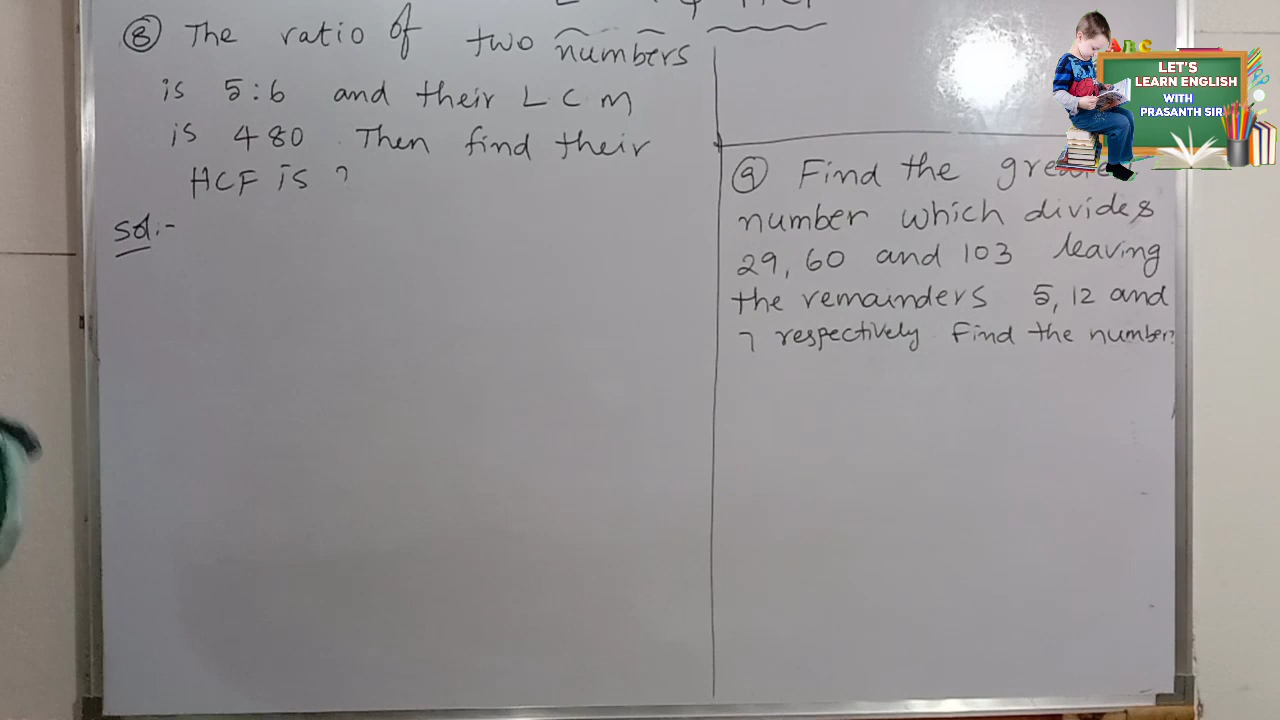 ⑧ The ratio of two numbers
is 5:6 and their LCM
is 480. Then find their
HCF is ?
Sol:-
⑨ Find the
number which divides
29, 60 and 103 leaving
the remainders 5, 12 and
7 respectively. Find the number?
ABC
LET'S
LEARN ENGLISH
WITH
PRASANTH SIR